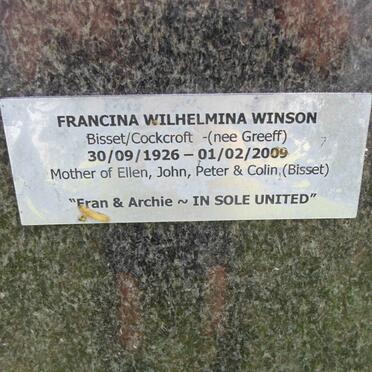 FRANCINA WILHELMINA WINSON
Bisset/Cockcroft -(nee Greeff)
30/09/1926 – 01/02/2009
Mother of Ellen, John, Peter & Colin (Bisset)
"Fran & Archie ~ IN SOLE UNITED"